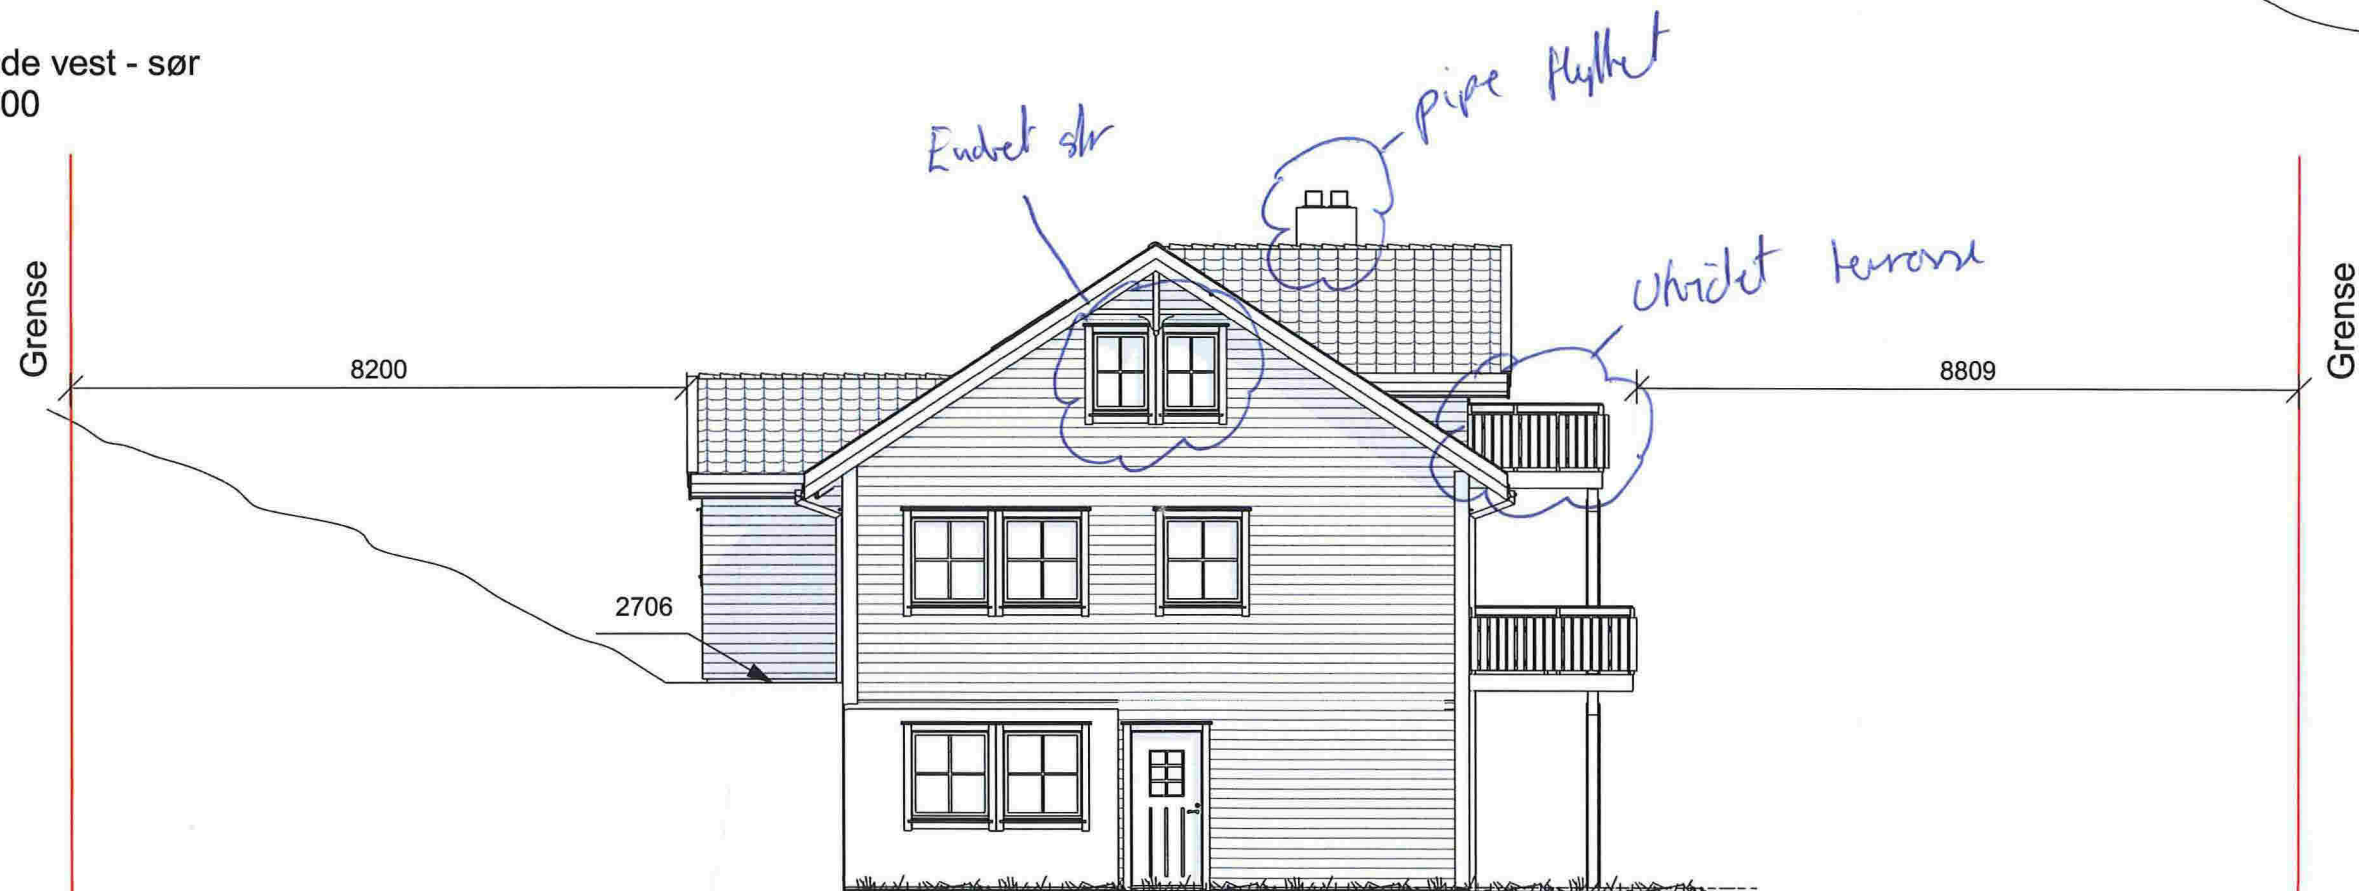 de vest - sør
00
pipe flyttet
Endret str
Utvidet terrasse
Grense
Grense
8200
8809
2706